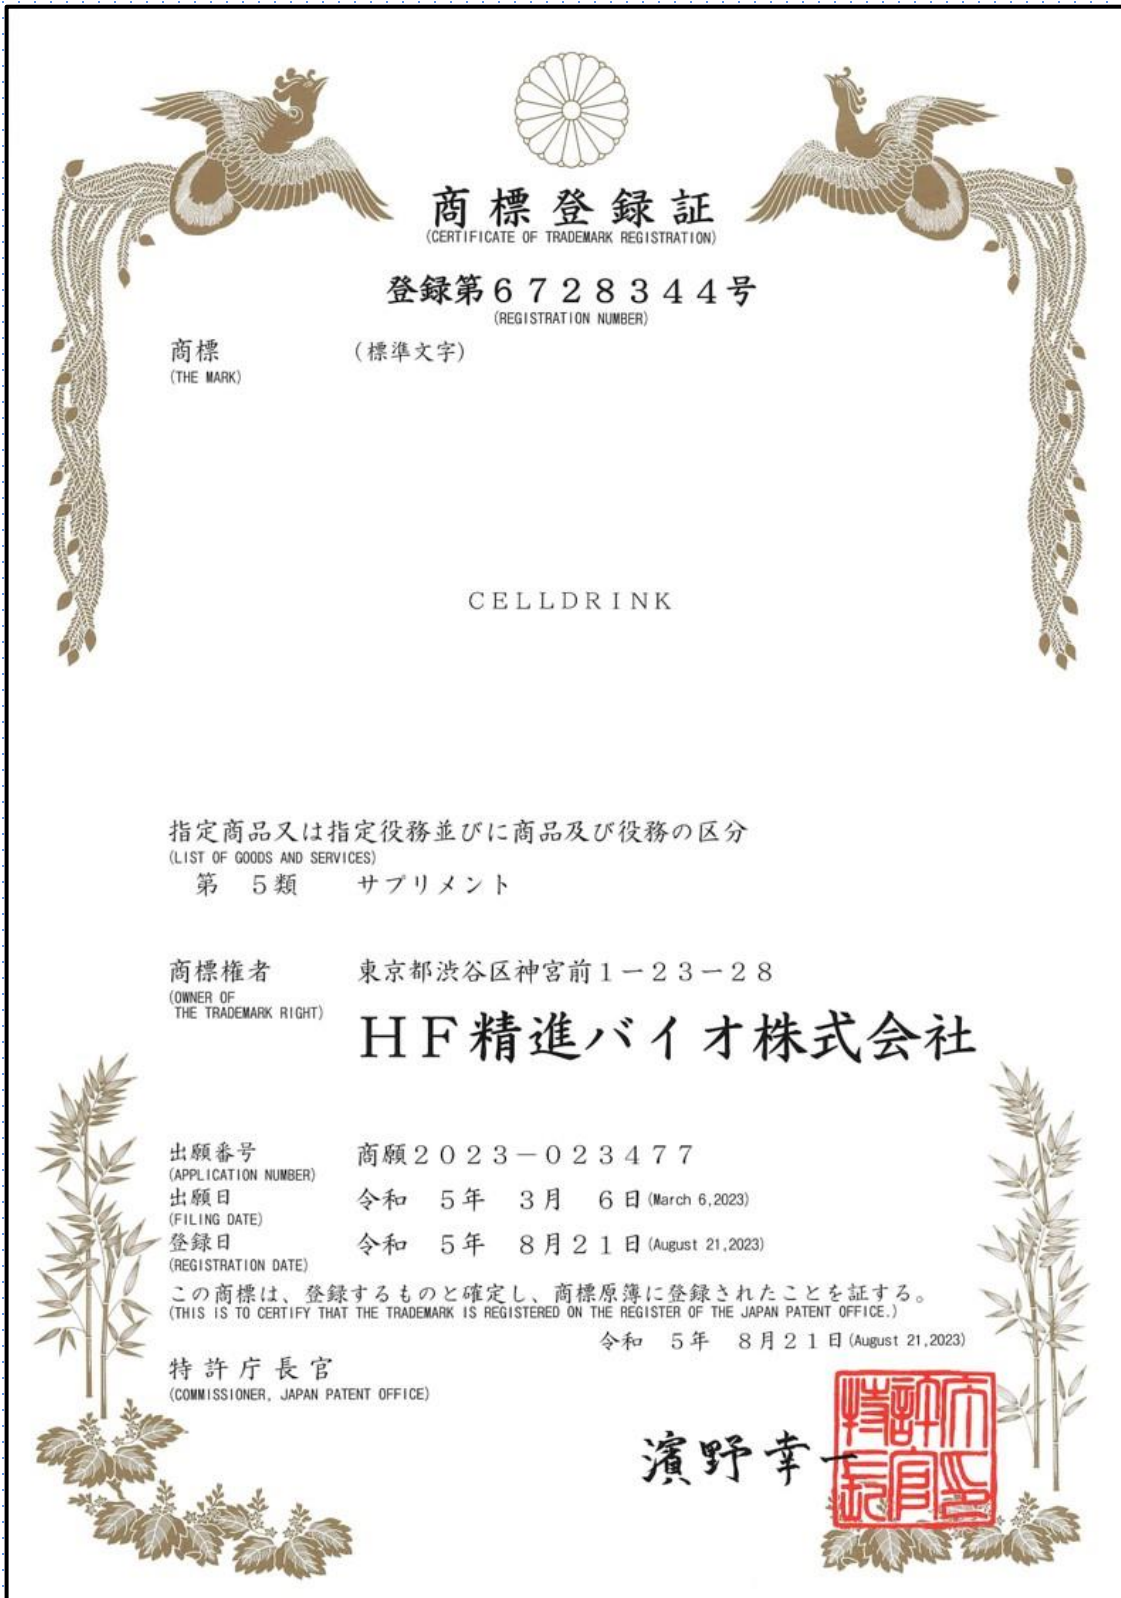 商標登録証
(CERTIFICATE OF TRADEMARK REGISTRATION)
登録第6728344号
(REGISTRATION NUMBER)
商標 (標準文字)
(THE MARK)
CELLDRINK
指定商品又は指定役務並びに商品及び役務の区分
(LIST OF GOODS AND SERVICES)
第 5類 サプリメント
商標権者 東京都渋谷区神宮前1-23-28
(OWNER OF
THE TRADEMARK RIGHT)
HF精進バイオ株式会社
出願番号 商願2023-023477
(APPLICATION NUMBER)
出願日 令和 5年 3月 6日(March 6,2023)
(FILING DATE)
登録日 令和 5年 8月21日(August 21,2023)
(REGISTRATION DATE)
この商標は、登録するものと確定し、商標原簿に登録されたことを証する。
(THIS IS TO CERTIFY THAT THE TRADEMARK IS REGISTERED ON THE REGISTER OF THE JAPAN PATENT OFFICE.)
令和 5年 8月21日(August 21,2023)
特許庁長官
(COMMISSIONER, JAPAN PATENT OFFICE)
濱野幸一